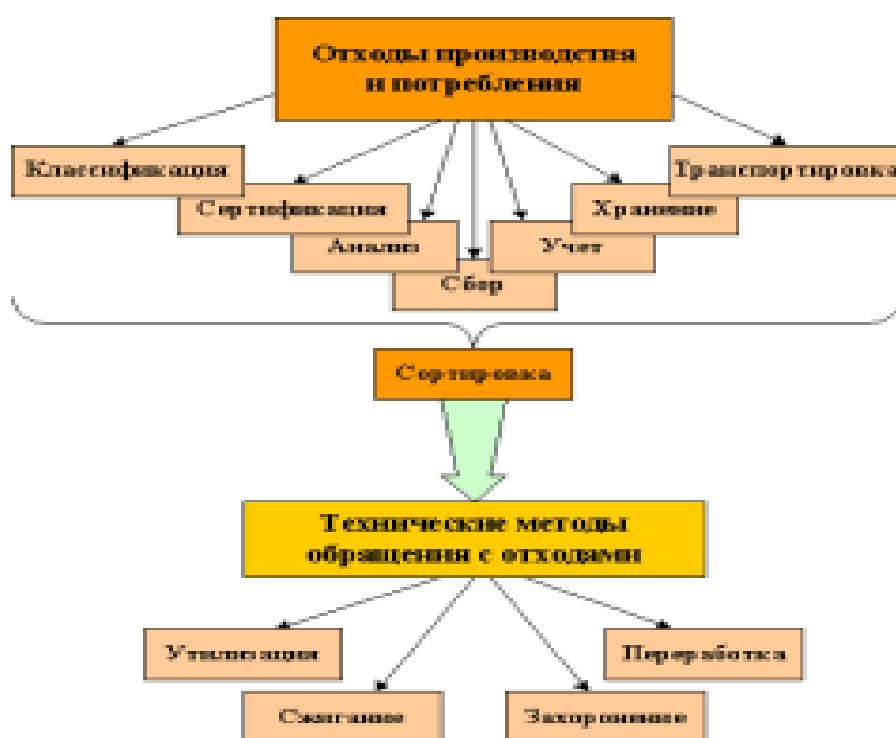 Отходы производства
и потребления
Классификация
Транспортировка
Сертификация
Хранение
Анализ
Учет
Сбор
Сортировка
Технические методы
обращения с отходами
Утилизация
Переработка
Сжигание
Захоронение